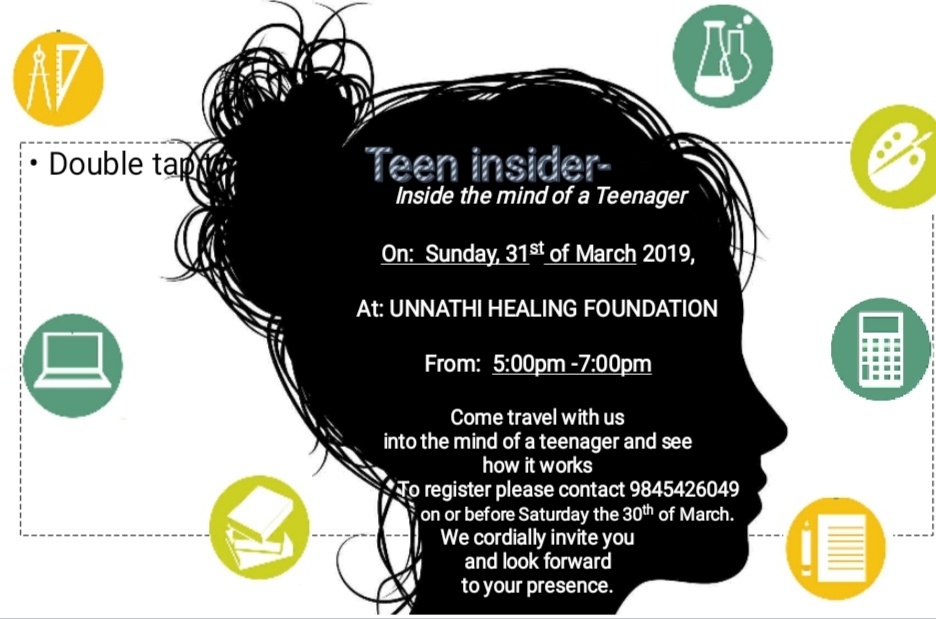 • Double tap to
Teen insider-
Inside the mind of a Teenager
On: Sunday, 31st of March 2019,
At: UNNATHI HEALING FOUNDATION
From: 5:00pm -7:00pm
Come travel with us
into the mind of a teenager and see
how it works
To register please contact 9845426049
on or before Saturday the 30th of March.
We cordially invite you
and look forward
to your presence.